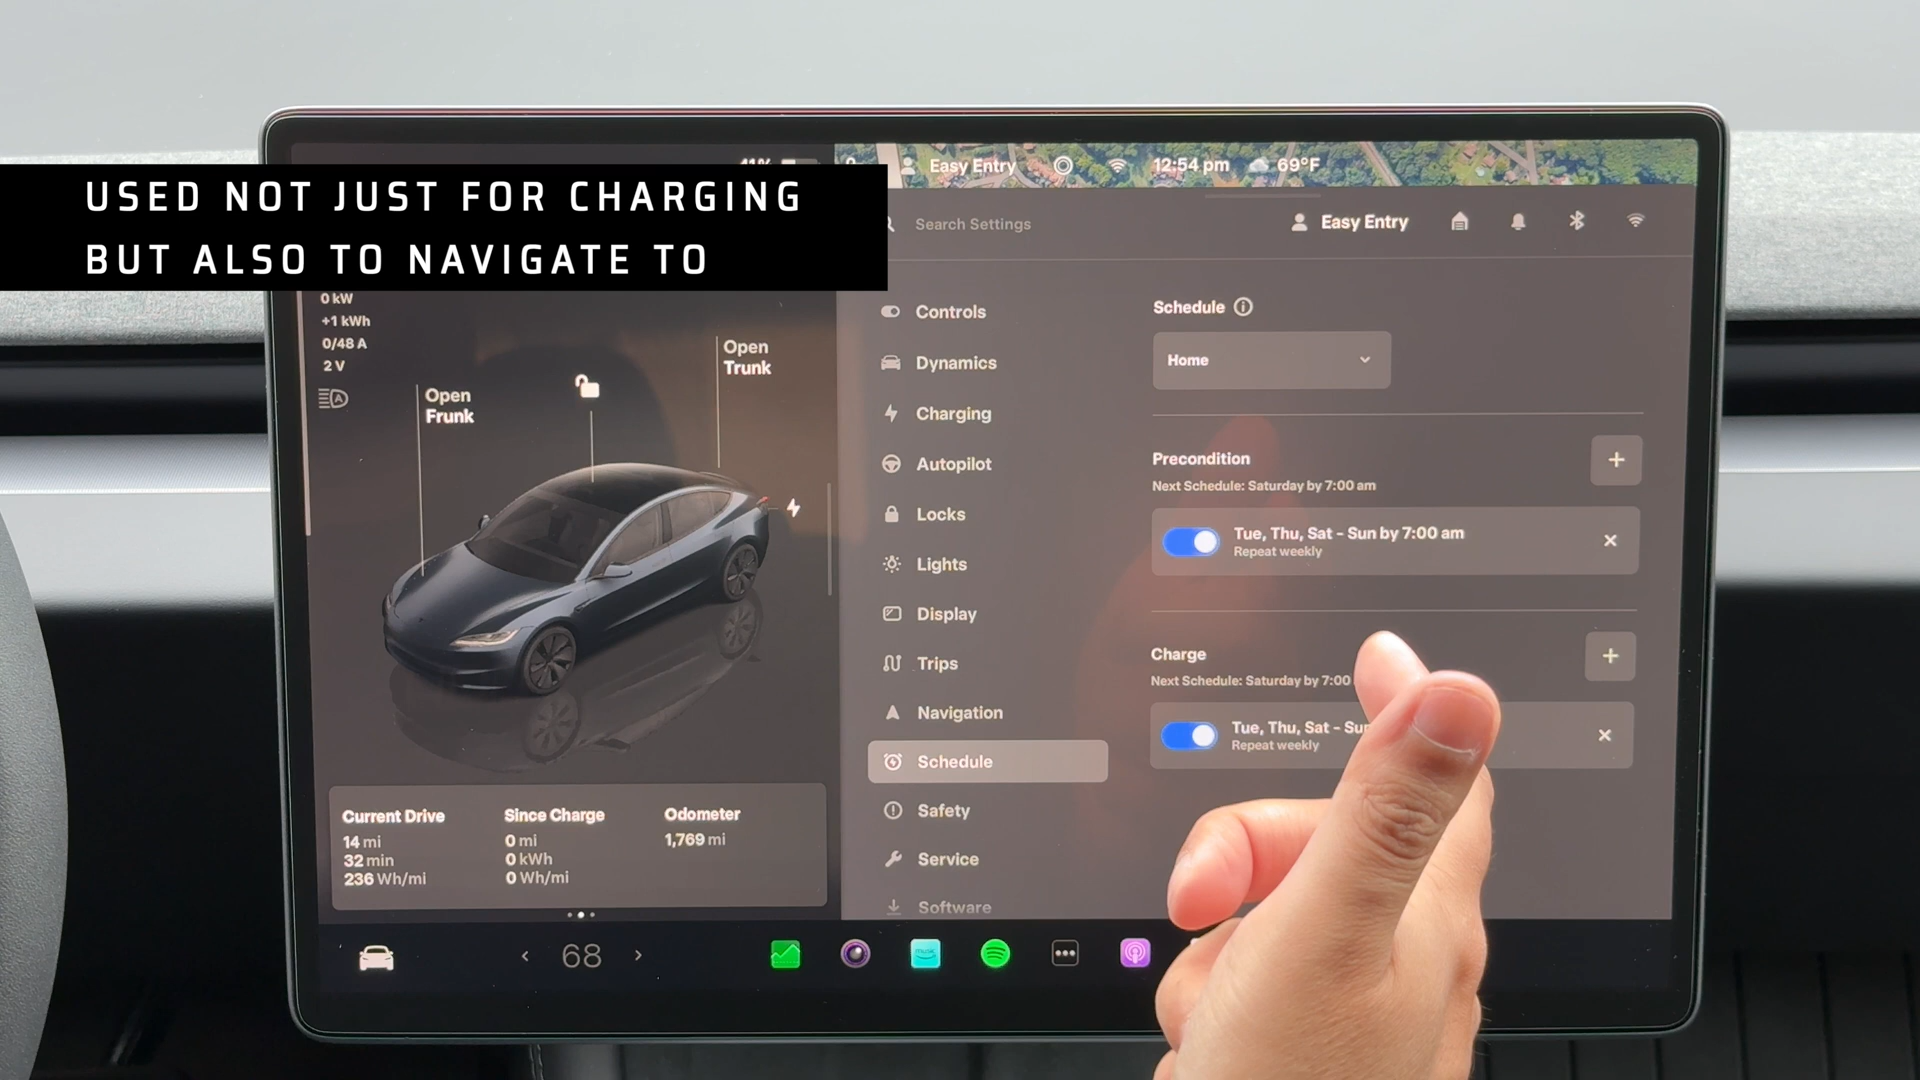 USED NOT JUST FOR CHARGING
BUT ALSO TO NAVIGATE TO
Easy Entry
12:54 pm
69°F
Search Settings
Easy Entry
0 kW
+1 kWh
0/48 A
2 V
Open
Frunk
Open
Trunk
Current Drive
14 mi
32 min
236 Wh/mi
Since Charge
0 mi
0 kWh
0 Wh/mi
Odometer
1,769 mi
68
Controls
Dynamics
Charging
Autopilot
Locks
Lights
Display
Trips
Navigation
Schedule
Safety
Service
Software
Schedule
Home
Precondition
Next Schedule: Saturday by 7:00 am
Tue, Thu, Sat - Sun by 7:00 am
Repeat weekly
Charge
Next Schedule: Saturday by 7:00
Tue, Thu, Sat - Sun
Repeat weekly